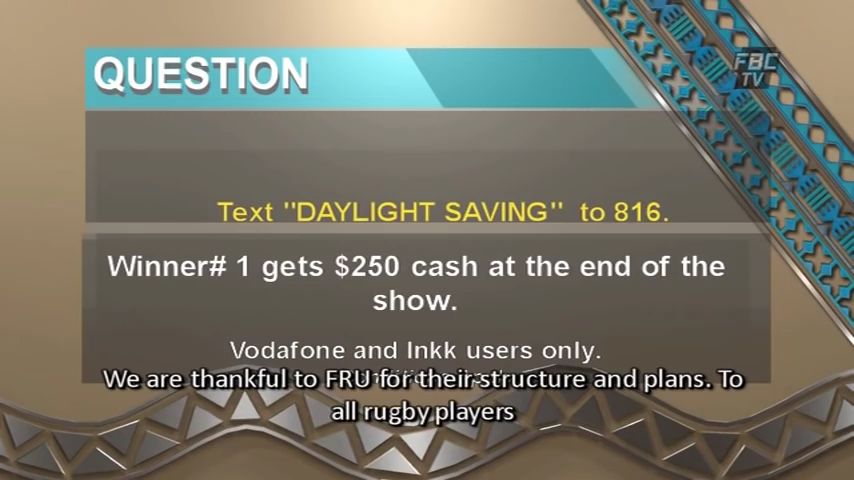 FBC
TV
QUESTION
Text "DAYLIGHT SAVING" to 816.
Winner# 1 gets $250 cash at the end of the
show.
Vodafone and Inkk users only.
We are thankful to FRU for their structure and plans. To
all rugby players